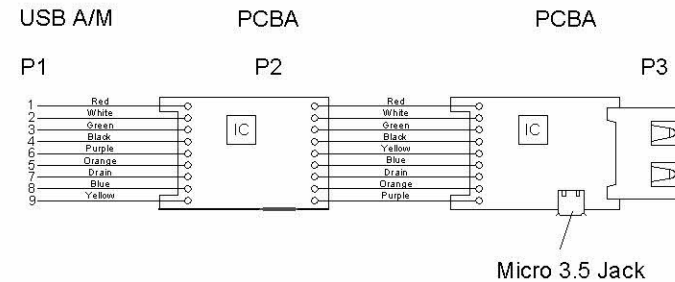 USB A/M PCBA PCBA
P1 P2 P3
1 Red Red
2 White White
3 Green Green
4 Black Black
6 Purple Yellow
5 Orange Blue
7 Drain Drain
8 Blue Orange
9 Yellow Purple
IC IC
Micro 3.5 Jack